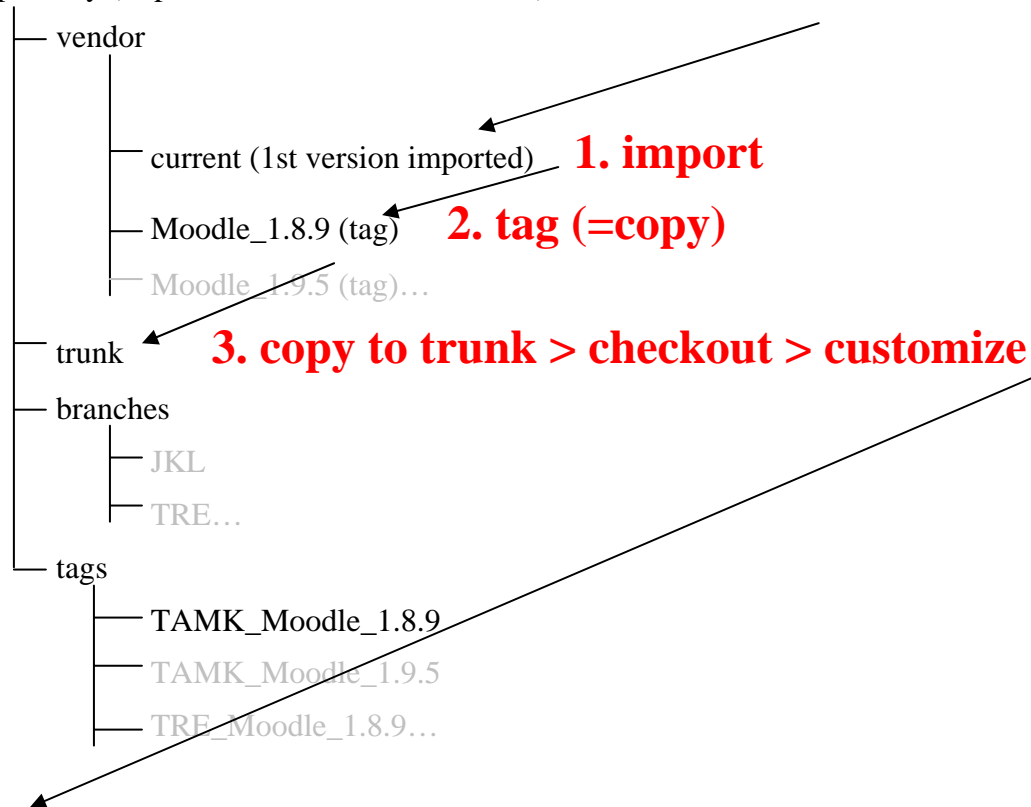 vendor
current (1st version imported) 1. import
Moodle_1.8.9 (tag) 2. tag (=copy)
Moodle_1.9.5 (tag)…
trunk 3. copy to trunk > checkout > customize
branches
JKL
TRE…
tags
TAMK_Moodle_1.8.9
TAMK_Moodle_1.9.5
TRE_Moodle_1.8.9…